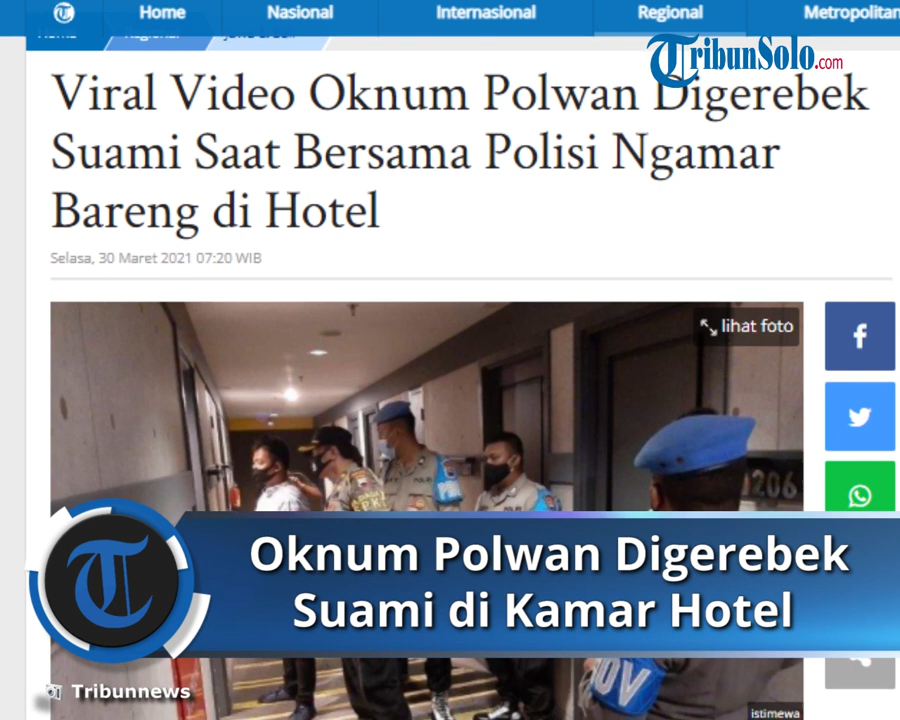 Home
Nasional
Internasional
Regional
Metropolitan
TribunSolo.com
Viral Video Oknum Polwan Digerebek
Suami Saat Bersama Polisi Ngamar
Bareng di Hotel
Selasa, 30 Maret 2021 07:20 WIB
lihat foto
206
Oknum Polwan Digerebek
Suami di Kamar Hotel
Tribunnews
istimewa